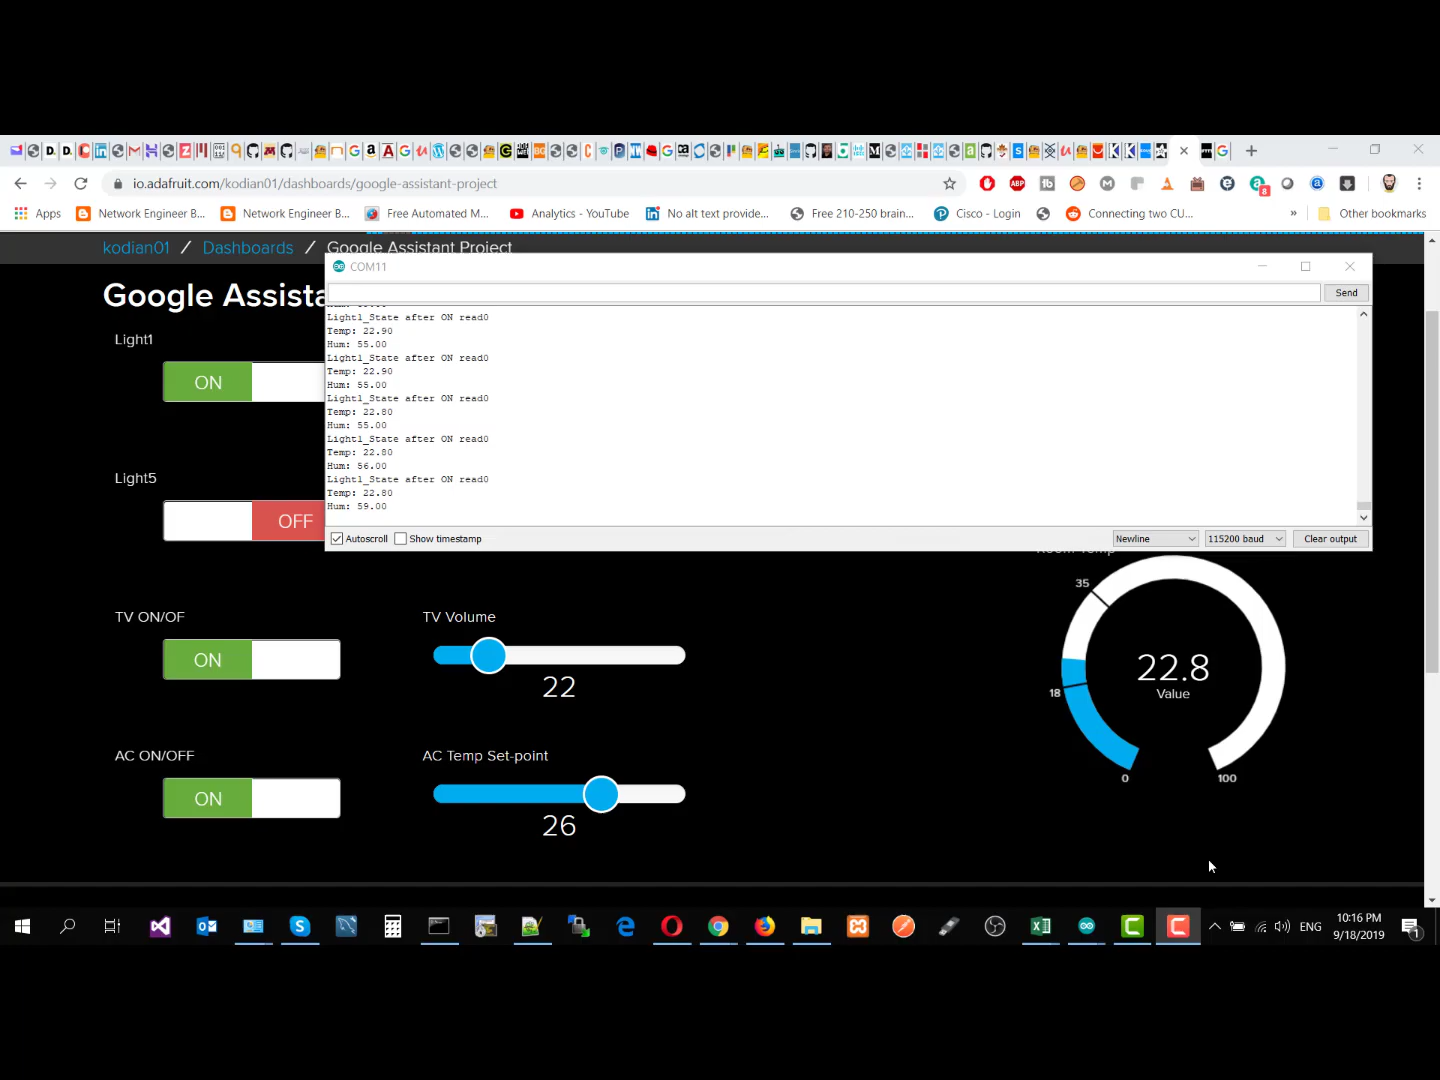 io.adafruit.com/kodian01/dashboards/google-assistant-project
Apps
Network Engineer B...
Network Engineer B...
Free Automated M...
Analytics - YouTube
No alt text provide...
Free 210-250 brain...
Cisco - Login
Connecting two CU...
»
Other bookmarks
kodian01 / Dashboards / Google Assistant Project
COM11
Google Assista
Send
Light1
Light1_State after ON read0
Temp: 22.90
Hum: 55.00
Light1_State after ON read0
Temp: 22.90
Hum: 55.00
Light1_State after ON read0
Temp: 22.80
Hum: 55.00
Light1_State after ON read0
Temp: 22.80
Hum: 56.00
Light1_State after ON read0
Temp: 22.80
Hum: 59.00
ON
Light5
OFF
Autoscroll
Show timestamp
Newline
115200 baud
Clear output
Room Temp
35
22.8
Value
18
0
100
TV ON/OF
ON
TV Volume
22
AC ON/OFF
ON
AC Temp Set-point
26
ENG
10:16 PM
9/18/2019
1